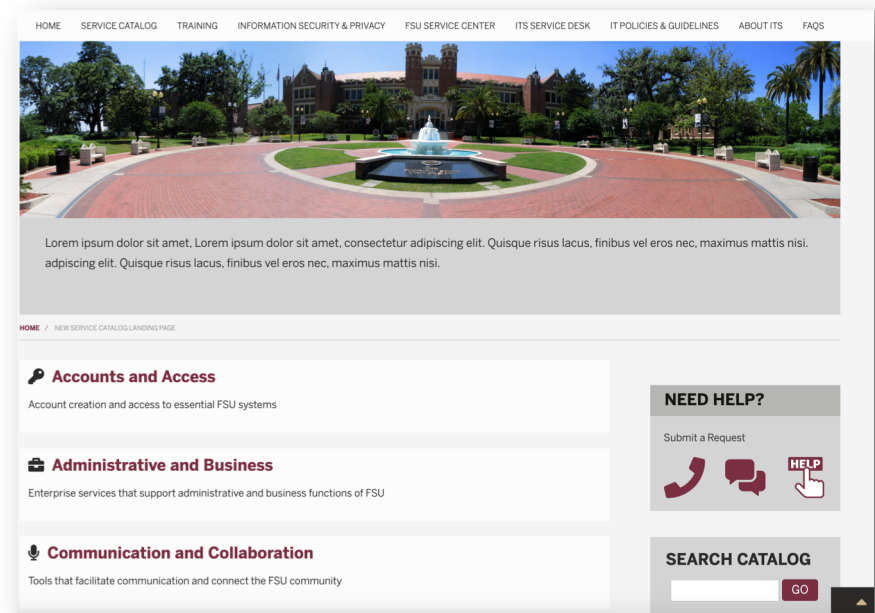 HOME SERVICE CATALOG TRAINING INFORMATION SECURITY & PRIVACY FSU SERVICE CENTER ITS SERVICE DESK IT POLICIES & GUIDELINES ABOUT ITS FAQS
Lorem ipsum dolor sit amet, Lorem ipsum dolor sit amet, consectetur adipiscing elit. Quisque risus lacus, finibus vel eros nec, maximus mattis nisi.
adpiscing elit. Quisque risus lacus, finibus vel eros nec, maximus mattis nisi.
HOME / NEW SERVICE CATALOG LANDING PAGE
Accounts and Access
Account creation and access to essential FSU systems
Administrative and Business
Enterprise services that support administrative and business functions of FSU
Communication and Collaboration
Tools that facilitate communication and connect the FSU community
NEED HELP?
Submit a Request
HELP
SEARCH CATALOG
GO